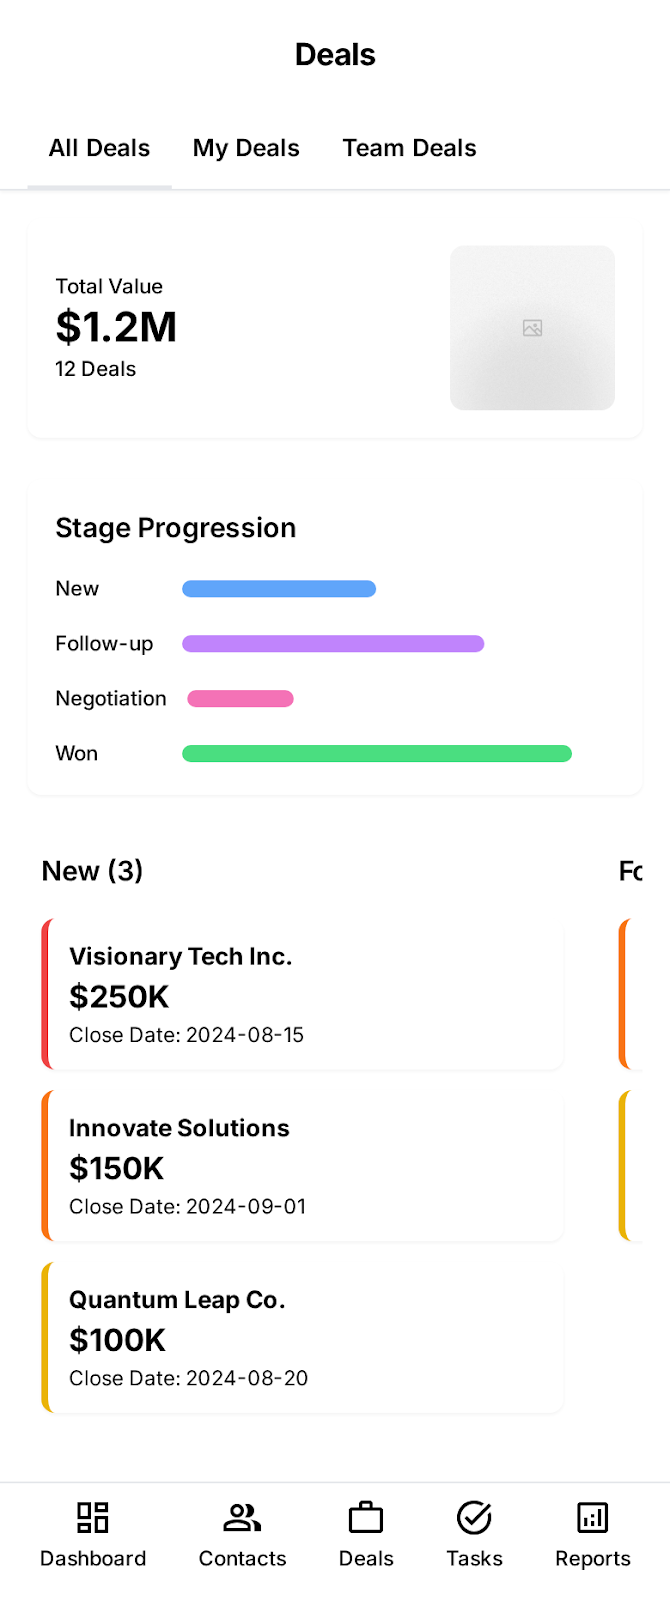 Deals
All Deals
My Deals
Team Deals
Total Value
$1.2M
12 Deals
Stage Progression
New
Follow-up
Negotiation
Won
New (3)
Visionary Tech Inc.
$250K
Close Date: 2024-08-15
Innovate Solutions
$150K
Close Date: 2024-09-01
Quantum Leap Co.
$100K
Close Date: 2024-08-20
Dashboard
Contacts
Deals
Tasks
Reports